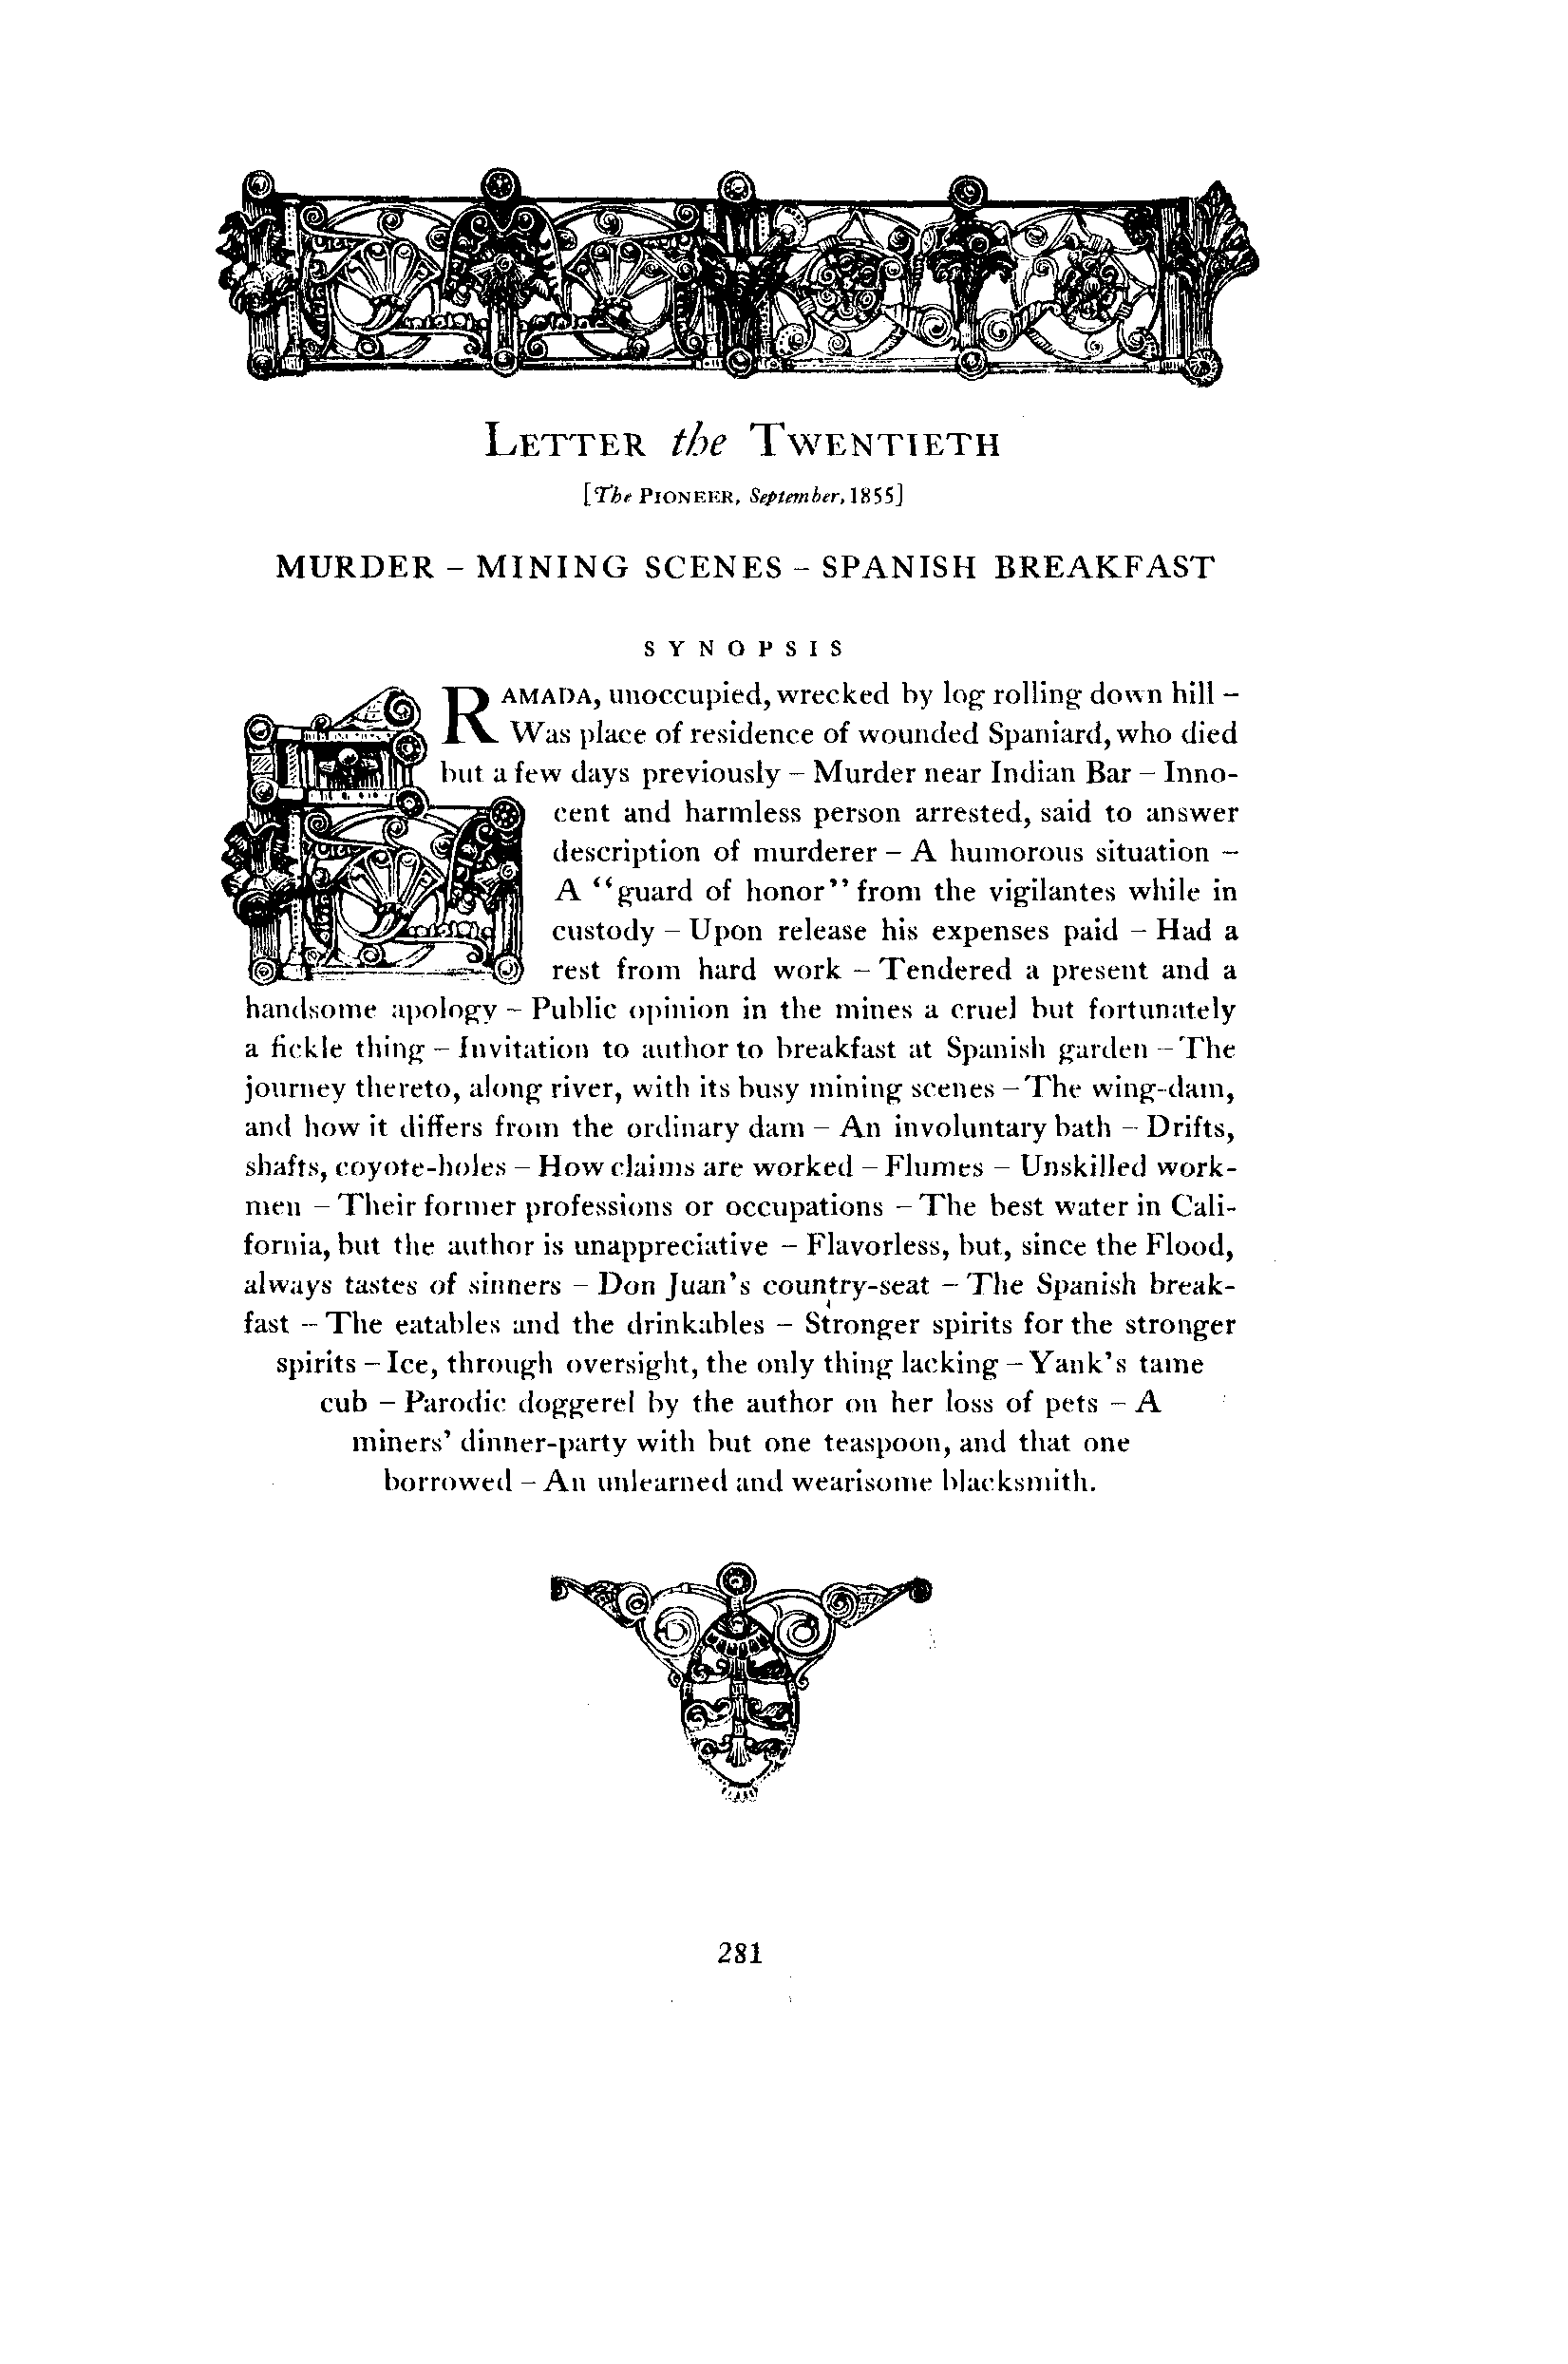 LETTER the TWENTIETH
[The PIONEER, September, 1855]
MURDER – MINING SCENES – SPANISH BREAKFAST
SYNOPSIS
RAMADA, unoccupied, wrecked by log rolling down hill –
Was place of residence of wounded Spaniard, who died
but a few days previously – Murder near Indian Bar – Inno-
cent and harmless person arrested, said to answer
description of murderer – A humorous situation –
A “guard of honor” from the vigilantes while in
custody – Upon release his expenses paid – Had a
rest from hard work – Tendered a present and a
handsome apology – Public opinion in the mines a cruel but fortunately
a fickle thing – Invitation to author to breakfast at Spanish garden – The
journey thereto, along river, with its busy mining scenes – The wing-dam,
and how it differs from the ordinary dam – An involuntary bath – Drifts,
shafts, coyote-holes – How claims are worked – Flumes – Unskilled work-
men – Their former professions or occupations – The best water in Cali-
fornia, but the author is unappreciative – Flavorless, but, since the Flood,
always tastes of sinners – Don Juan’s country-seat – The Spanish break-
fast – The eatables and the drinkables – Stronger spirits for the stronger
spirits – Ice, through oversight, the only thing lacking – Yank’s tame
cub – Parodic doggerel by the author on her loss of pets – A
miners’ dinner-party with but one teaspoon, and that one
borrowed – An unlearned and wearisome blacksmith.
281